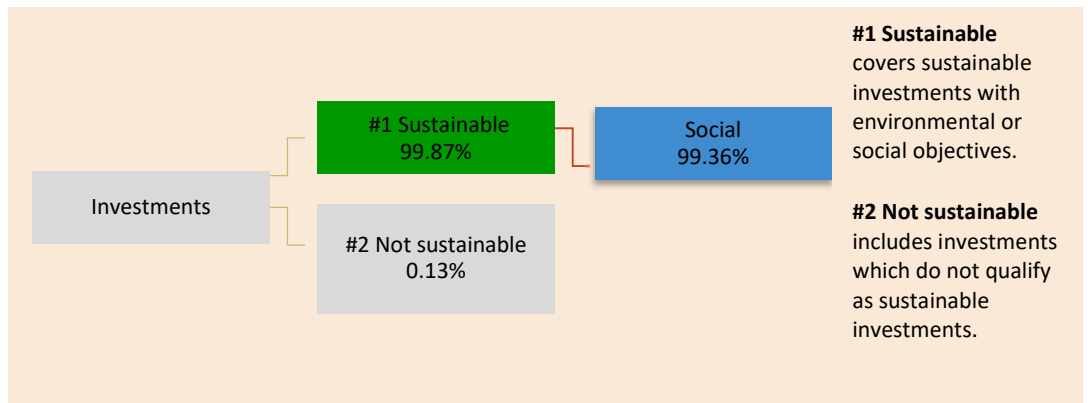 Investments
#1 Sustainable
99.87%
Social
99.36%
#2 Not sustainable
0.13%
#1 Sustainable
covers sustainable
investments with
environmental or
social objectives.
#2 Not sustainable
includes investments
which do not qualify
as sustainable
investments.